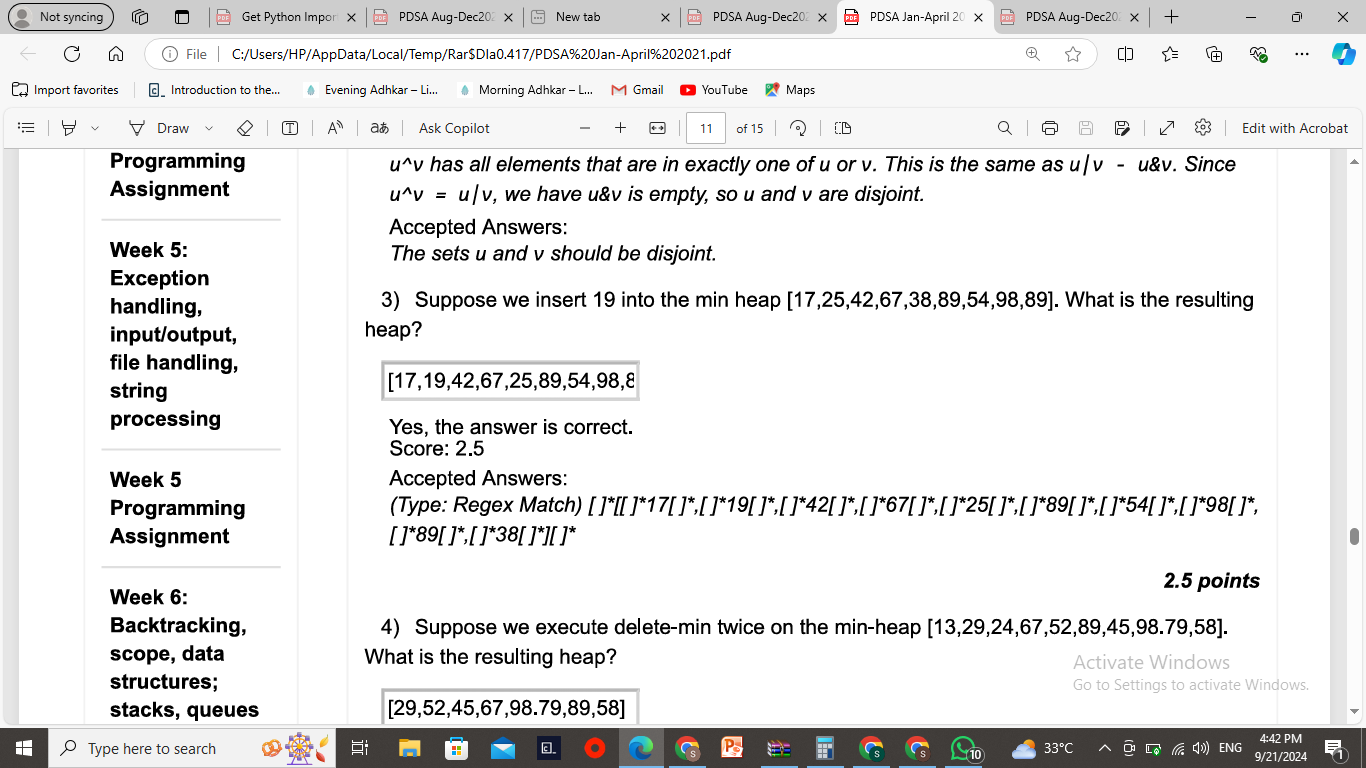 Not syncing
Get Python Impor
PDSA Aug-Dec202
New tab
PDSA Aug-Dec202
PDSA Jan-April 20
PDSA Aug-Dec20
File
C:/Users/HP/AppData/Local/Temp/Rar$DIa0.417/PDSA%20Jan-April%202021.pdf
Import favorites
Introduction to the...
Evening Adhkar – Li...
Morning Adhkar – L...
Gmail
YouTube
Maps
Draw
Ask Copilot
11
of 15
Edit with Acrobat
Programming
Assignment
Week 5:
Exception
handling,
input/output,
file handling,
string
processing
Week 5
Programming
Assignment
Week 6:
Backtracking,
scope, data
structures;
stacks, queues
u^v has all elements that are in exactly one of u or v. This is the same as u|v - u&v. Since
u^v = u|v, we have u&v is empty, so u and v are disjoint.
Accepted Answers:
The sets u and v should be disjoint.
3) Suppose we insert 19 into the min heap [17,25,42,67,38,89,54,98,89]. What is the resulting
heap?
[17,19,42,67,25,89,54,98,8
Yes, the answer is correct.
Score: 2.5
Accepted Answers:
(Type: Regex Match) [ ]*[[ ]*17[ ]*,[ ]*19[ ]*,[ ]*42[ ]*,[ ]*67[ ]*,[ ]*25[ ]*,[ ]*89[ ]*,[ ]*54[ ]*,[ ]*98[ ]*,
[ ]*89[ ]*,[ ]*38[ ]*][ ]*
2.5 points
4) Suppose we execute delete-min twice on the min-heap [13,29,24,67,52,89,45,98.79,58].
What is the resulting heap?
[29,52,45,67,98.79,89,58]
Activate Windows
Go to Settings to activate Windows.
Type here to search
10
33°C
ENG
4:42 PM
9/21/2024
1